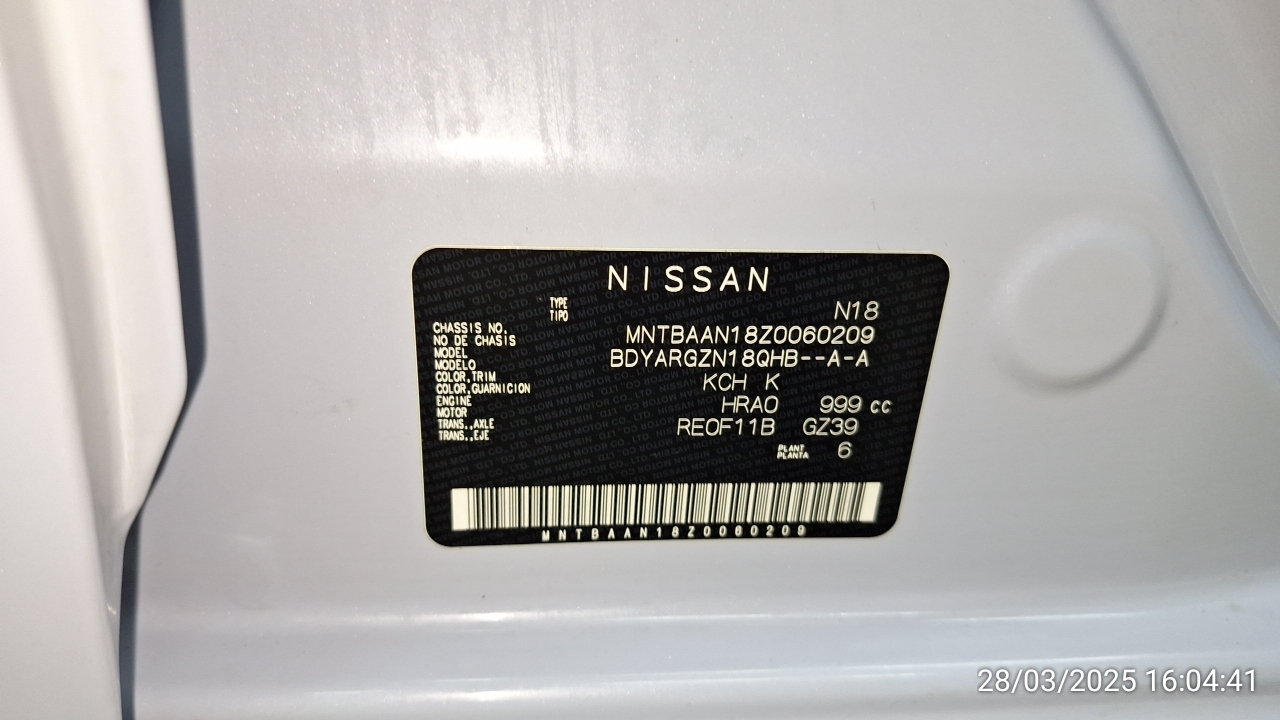 NISSAN
TYPE
TIPO N18
CHASSIS NO.
NO DE CHASIS MNTBAAN18Z0060209
MODEL
MODELO BDYARGZN18QHB--A-A
COLOR,TRIM
COLOR,GUARNICION KCH K
ENGINE
MOTOR HRA0 999 cc
TRANS.,AXLE
TRANS.,EJE RE0F11B GZ39
PLANT
PLANTA 6
MNTBAAN18Z0060209
28/03/2025 16:04:41